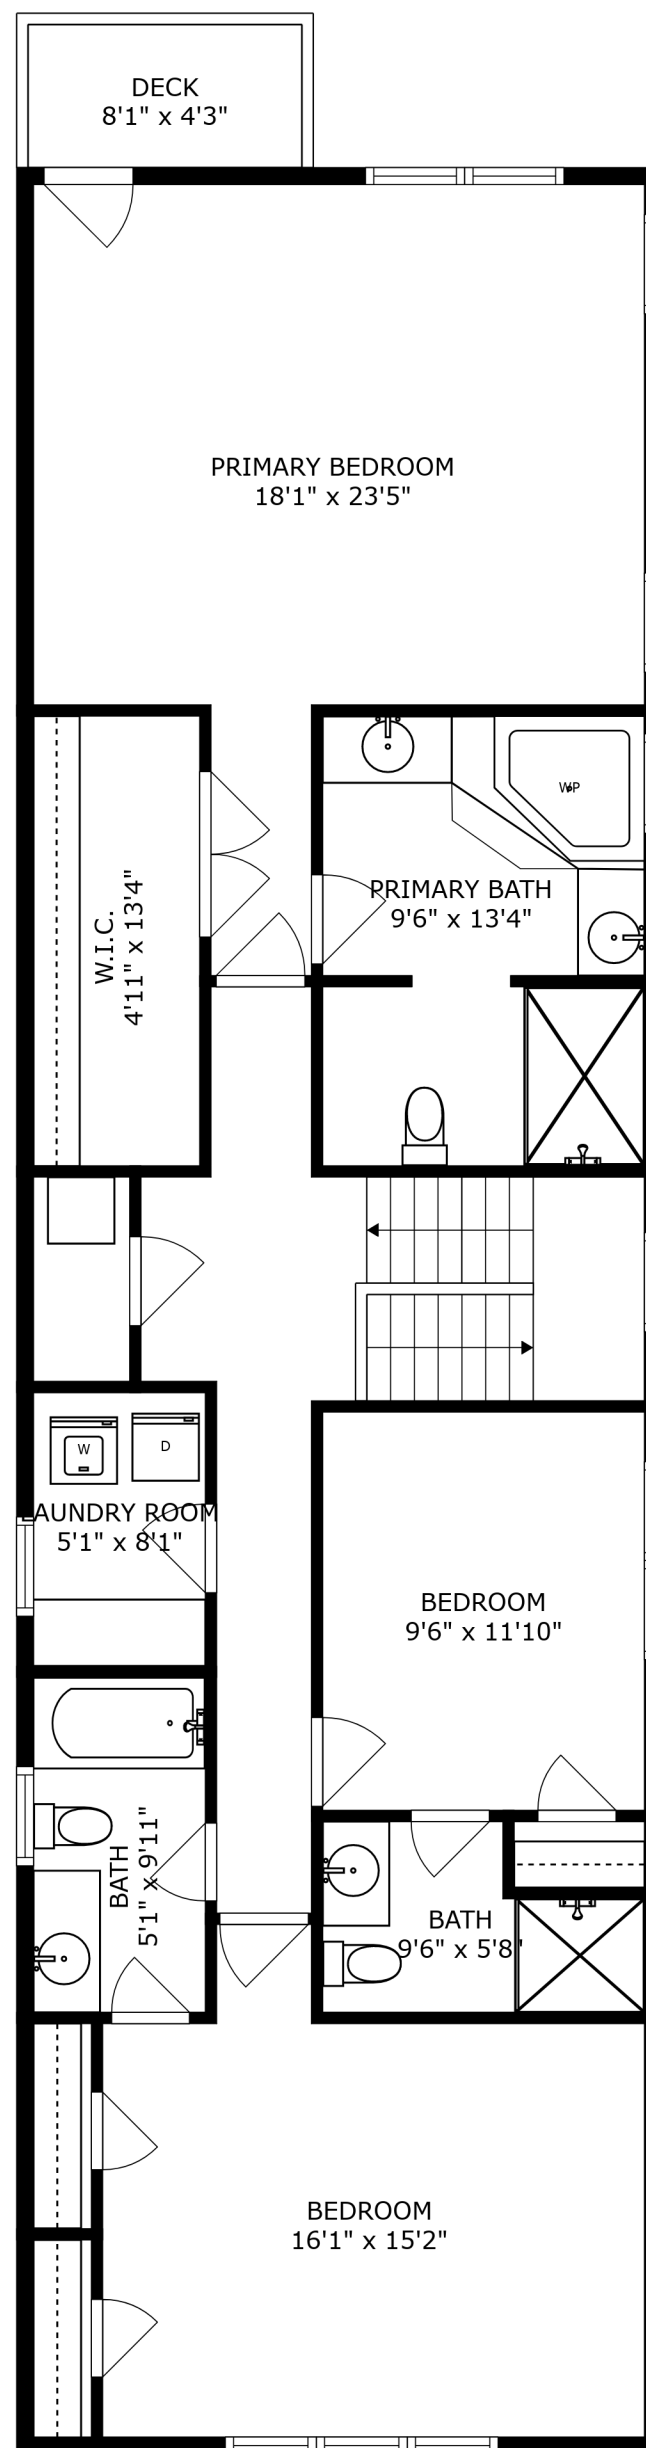 DECK
8'1" x 4'3"
PRIMARY BEDROOM
18'1" x 23'5"
WP
PRIMARY BATH
9'6" x 13'4"
W.I.C.
4'11" x 13'4"
W
D
LAUNDRY ROOM
5'1" x 8'1"
BEDROOM
9'6" x 11'10"
BATH
5'1" x 9'11"
BATH
9'6" x 5'8"
BEDROOM
16'1" x 15'2"